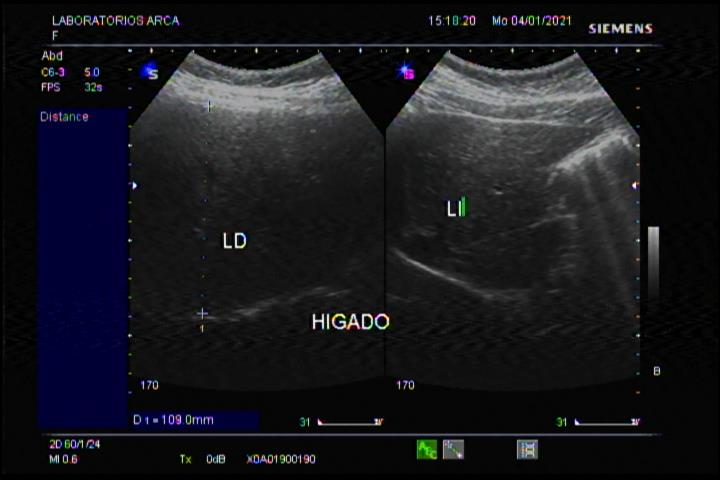 LABORATORIOS ARCA
F
15:18:20 Mo 04/01/2021
SIEMENS
Abd
C6-3 5.0
FPS 32s
Distance
S
S
LD
LI
1
HIGADO
170
170
B
D 1 = 109.0mm
31
31
2D 60/1/24
MI 0.6
Tx 0dB X0A01900190